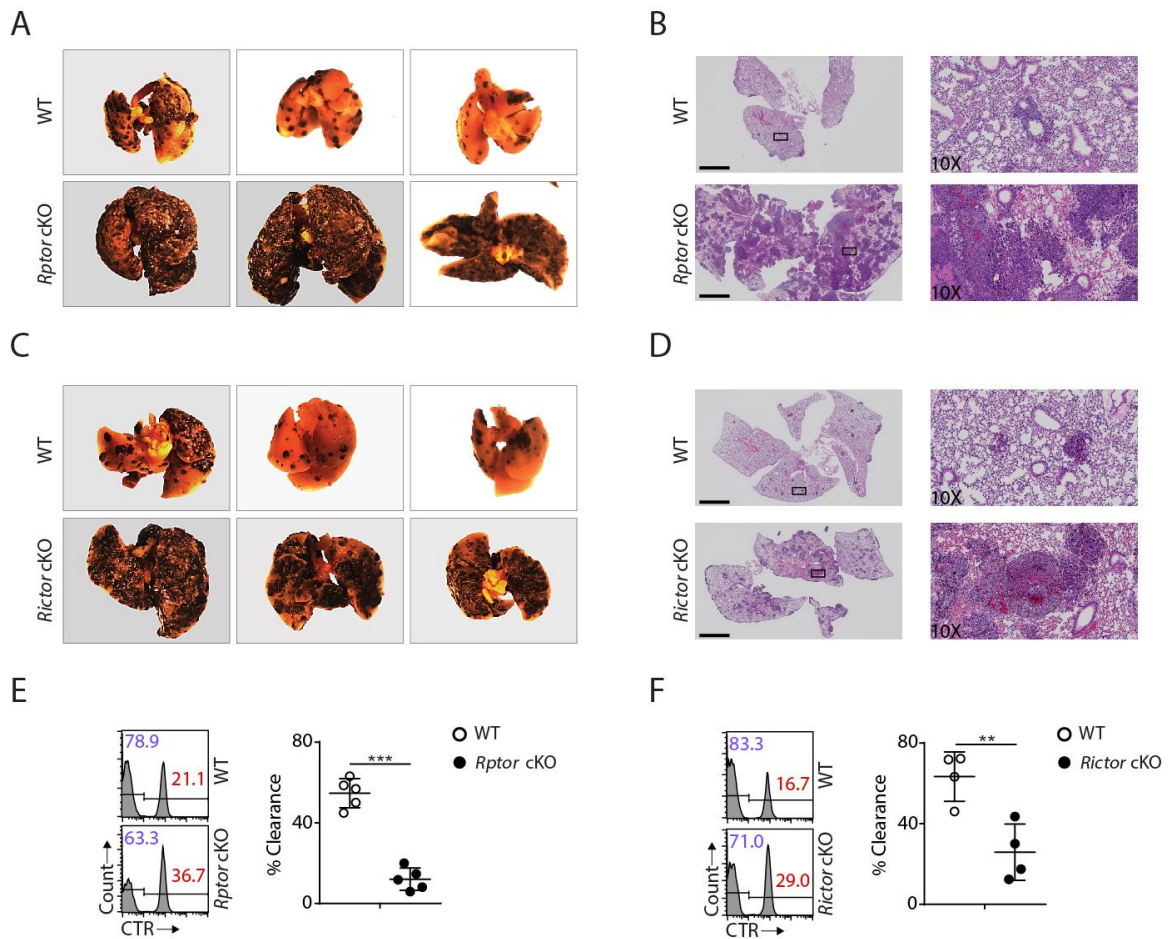 A
B
WT
WT
10X
Rptor cKO
Rptor cKO
10X
C
D
WT
WT
10X
Rictor cKO
Rictor cKO
10X
E
F
78.9
21.1
WT
63.3
36.7
Rptor cKO
Count
CTR
% Clearance
80
40
0
***
WT
Rptor cKO
83.3
16.7
WT
71.0
29.0
Rictor cKO
Count
CTR
% Clearance
80
40
0
**
WT
Rictor cKO